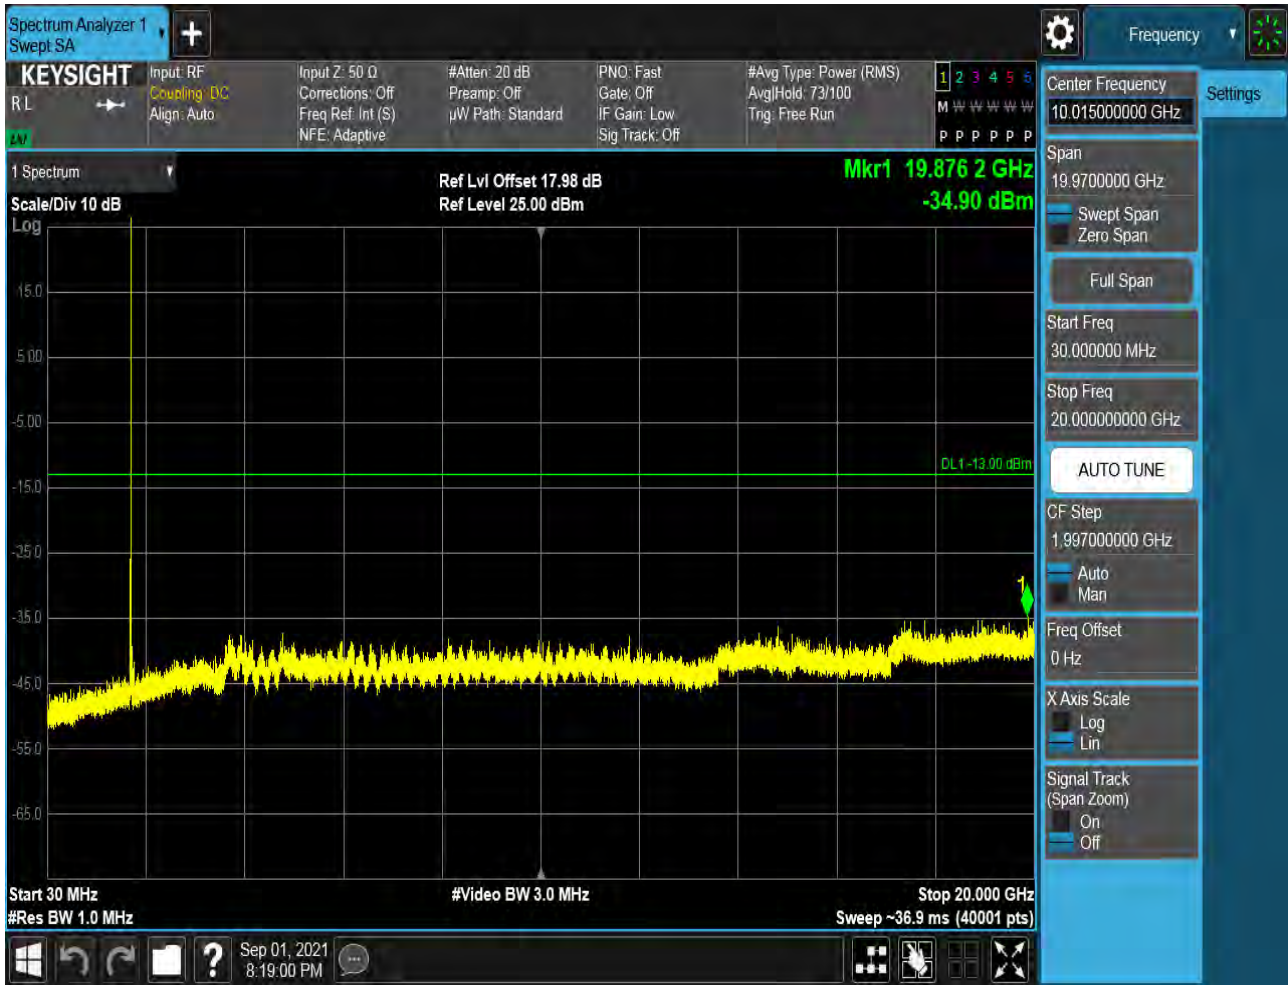 Spectrum Analyzer 1
Swept SA
Frequency
KEYSIGHT
R L
Input: RF
Coupling: DC
Align: Auto
Input Z: 50 Ω
Corrections: Off
Freq Ref: Int (S)
NFE: Adaptive
#Atten: 20 dB
Preamp: Off
µW Path: Standard
PNO: Fast
Gate: Off
IF Gain: Low
Sig Track: Off
#Avg Type: Power (RMS)
Avg|Hold: 73/100
Trig: Free Run
1 2 3 4 5 6
M W W W W W
P P P P P P
1 Spectrum
Scale/Div 10 dB
Log
Ref Lvl Offset 17.98 dB
Ref Level 25.00 dBm
Mkr1 19.876 2 GHz
-34.90 dBm
15.0
5.00
-5.00
DL1 -13.00 dBm
-15.0
-25.0
1
-35.0
-45.0
-55.0
-65.0
Start 30 MHz
#Video BW 3.0 MHz
Stop 20.000 GHz
#Res BW 1.0 MHz
Sweep ~36.9 ms (40001 pts)
Sep 01, 2021
8:19:00 PM
Center Frequency
10.015000000 GHz
Settings
Span
19.9700000 GHz
Swept Span
Zero Span
Full Span
Start Freq
30.000000 MHz
Stop Freq
20.000000000 GHz
AUTO TUNE
CF Step
1.997000000 GHz
Auto
Man
Freq Offset
0 Hz
X Axis Scale
Log
Lin
Signal Track
(Span Zoom)
On
Off